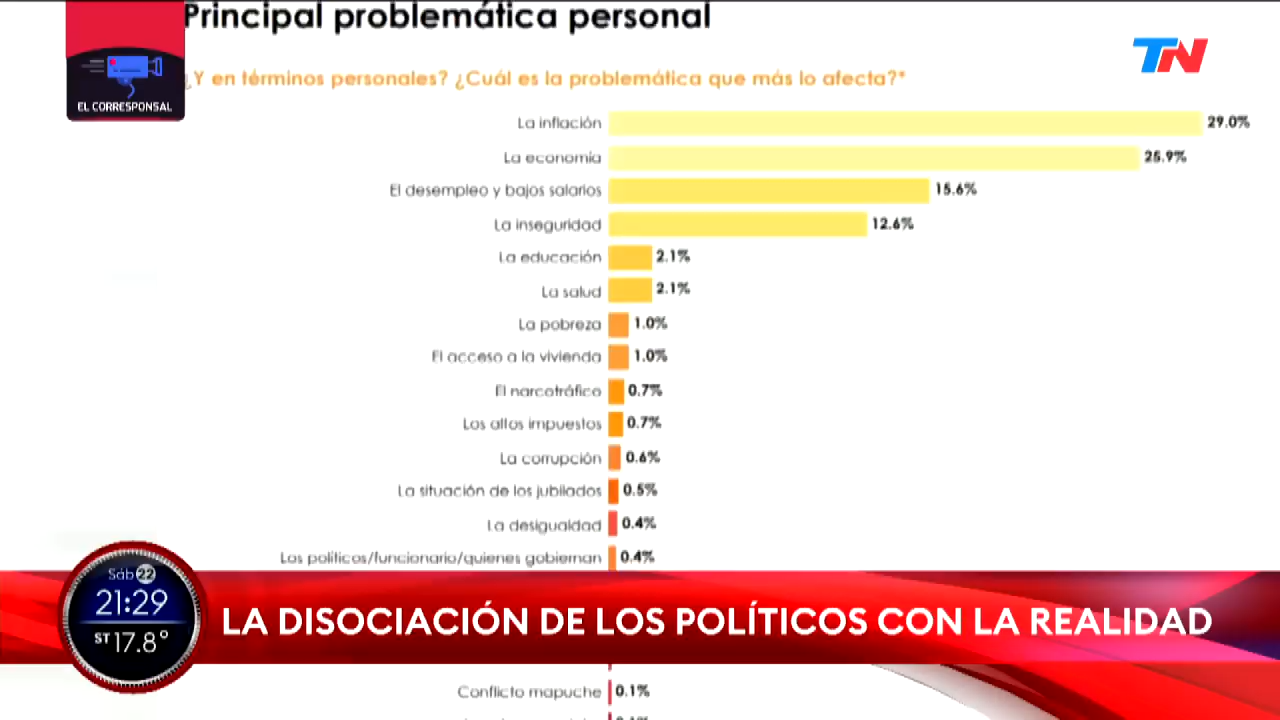 Principal problemática personal
TN
¿Y en términos personales? ¿Cuál es la problemática que más lo afecta?*
EL CORRESPONSAL
La inflación 29.0%
La economía 25.9%
El desempleo y bajos salarios 15.6%
La inseguridad 12.6%
La educación 2.1%
La salud 2.1%
La pobreza 1.0%
El acceso a la vivienda 1.0%
El narcotráfico 0.7%
Los altos impuestos 0.7%
La corrupción 0.6%
La situación de los jubilados 0.5%
La desigualdad 0.4%
Los políticos/funcionario/quienes gobiernan 0.4%
Sáb 22
21:29
ST 17.8°
LA DISOCIACIÓN DE LOS POLÍTICOS CON LA REALIDAD
Conflicto mapuche 0.1%